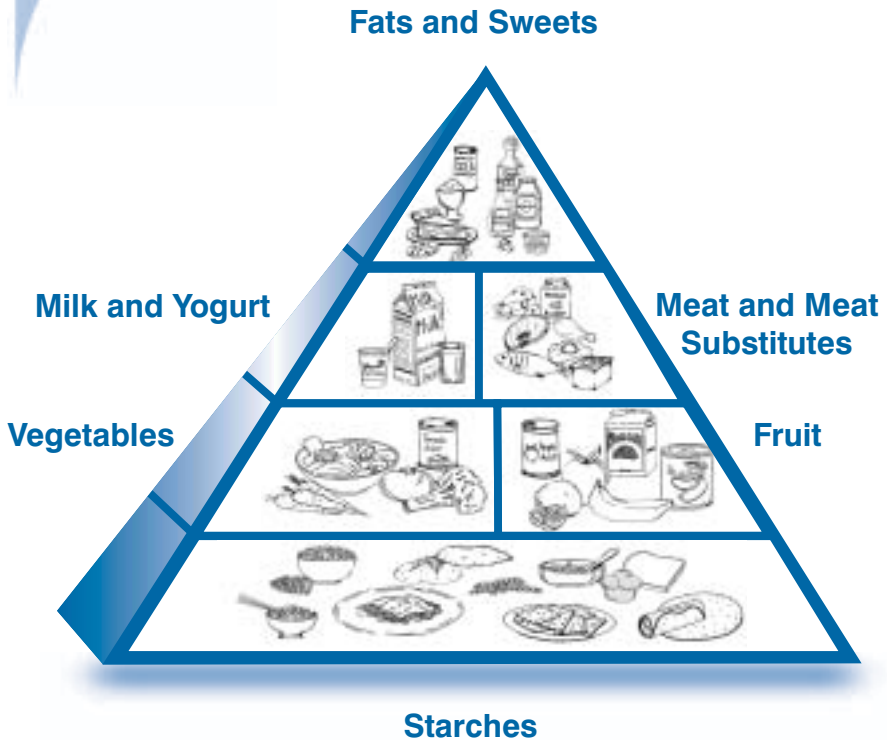 Fats and Sweets
Milk and Yogurt
Meat and Meat
Substitutes
Vegetables
Fruit
Starches